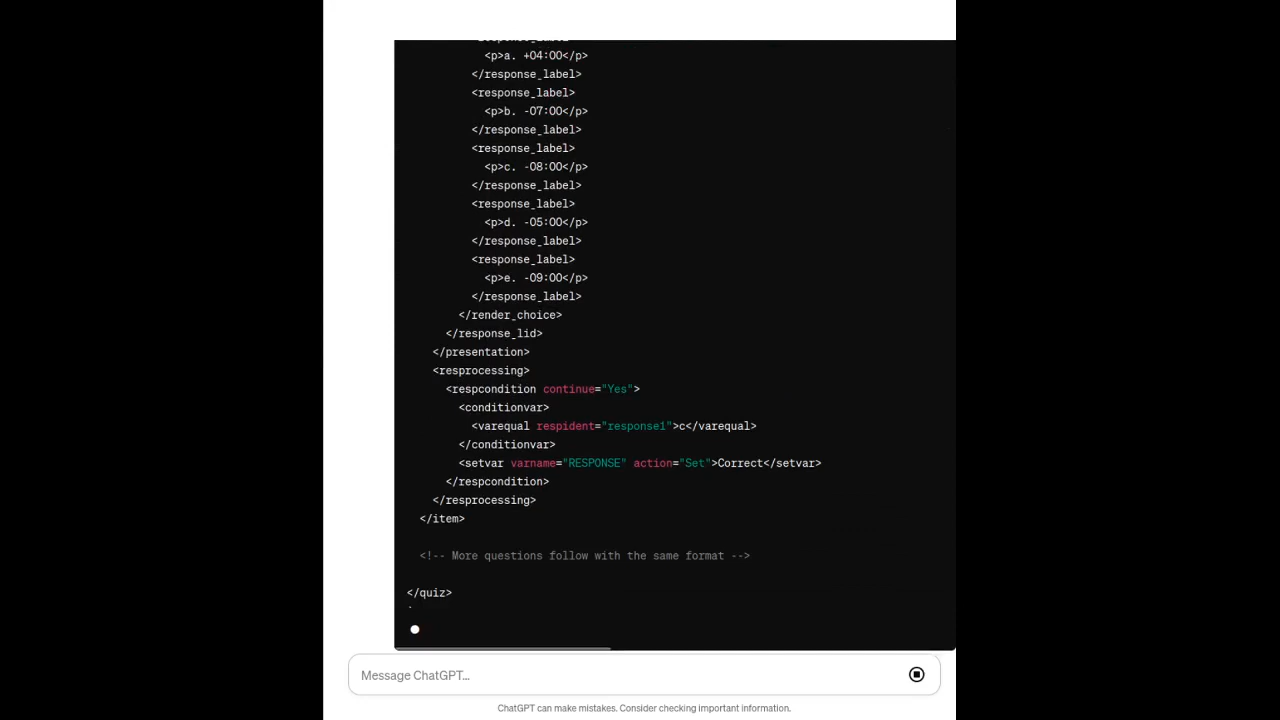 <p>a. +04:00</p>
</response_label>
<response_label>
<p>b. -07:00</p>
</response_label>
<response_label>
<p>c. -08:00</p>
</response_label>
<response_label>
<p>d. -05:00</p>
</response_label>
<response_label>
<p>e. -09:00</p>
</response_label>
</render_choice>
</response_lid>
</presentation>
<resprocessing>
<respcondition continue="Yes">
<conditionvar>
<varequal respident="response1">c</varequal>
</conditionvar>
<setvar varname="RESPONSE" action="Set">Correct</setvar>
</respcondition>
</resprocessing>
</item>
<!-- More questions follow with the same format -->
</quiz>
`
Message ChatGPT...
ChatGPT can make mistakes. Consider checking important information.